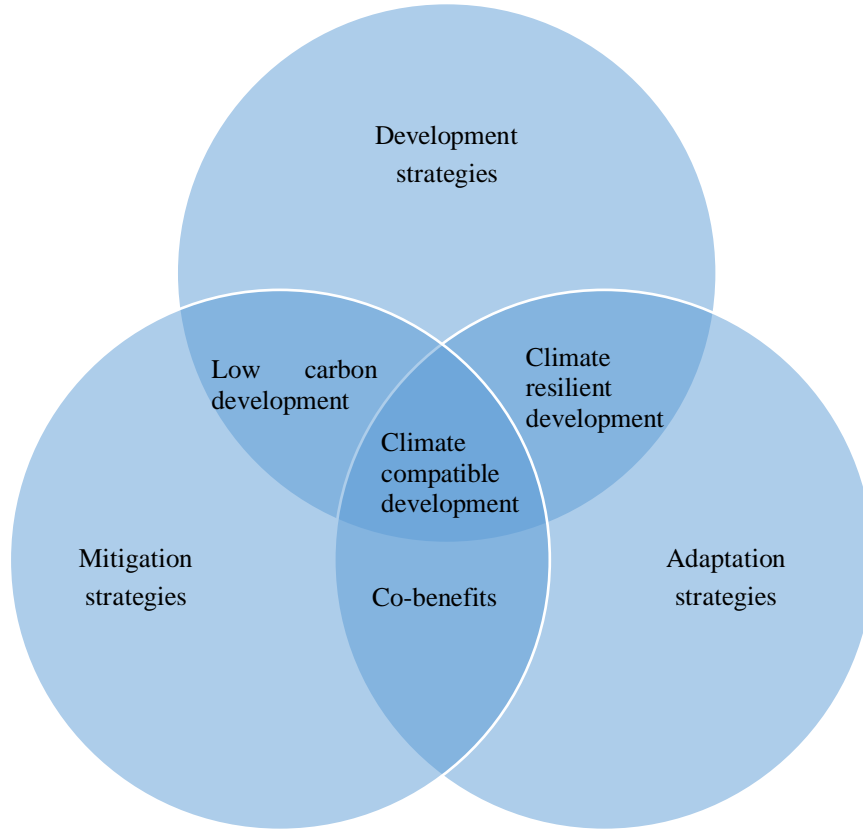 Development
strategies
Low carbon
development
Climate
resilient
development
Climate
compatible
development
Mitigation
strategies
Adaptation
strategies
Co-benefits